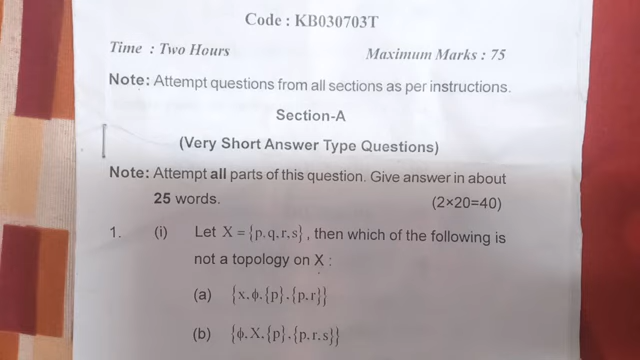 Code : KB030703T
Time : Two Hours Maximum Marks : 75
Note: Attempt questions from all sections as per instructions.
Section-A
(Very Short Answer Type Questions)
Note: Attempt all parts of this question. Give answer in about
25 words. (2×20=40)
1. (i) Let X = {p.q.r.s} , then which of the following is
not a topology on X :
(a) {x.ϕ.{p}.{p.r}}
(b) {ϕ.X.{p}.{p.r.s}}